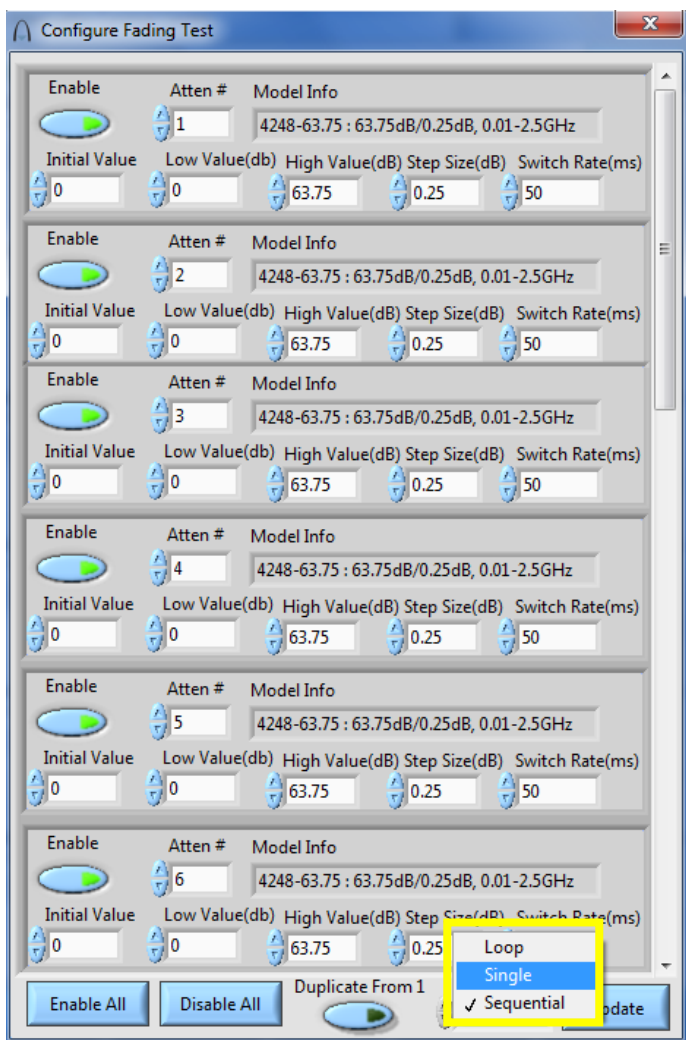 Configure Fading Test
Enable Atten # Model Info
1 4248-63.75 : 63.75dB/0.25dB, 0.01-2.5GHz
Initial Value Low Value(db) High Value(dB) Step Size(dB) Switch Rate(ms)
0 0 63.75 0.25 50
Enable Atten # Model Info
2 4248-63.75 : 63.75dB/0.25dB, 0.01-2.5GHz
Initial Value Low Value(db) High Value(dB) Step Size(dB) Switch Rate(ms)
0 0 63.75 0.25 50
Enable Atten # Model Info
3 4248-63.75 : 63.75dB/0.25dB, 0.01-2.5GHz
Initial Value Low Value(db) High Value(dB) Step Size(dB) Switch Rate(ms)
0 0 63.75 0.25 50
Enable Atten # Model Info
4 4248-63.75 : 63.75dB/0.25dB, 0.01-2.5GHz
Initial Value Low Value(db) High Value(dB) Step Size(dB) Switch Rate(ms)
0 0 63.75 0.25 50
Enable Atten # Model Info
5 4248-63.75 : 63.75dB/0.25dB, 0.01-2.5GHz
Initial Value Low Value(db) High Value(dB) Step Size(dB) Switch Rate(ms)
0 0 63.75 0.25 50
Enable Atten # Model Info
6 4248-63.75 : 63.75dB/0.25dB, 0.01-2.5GHz
Initial Value Low Value(db) High Value(dB) Step Size(dB) Switch Rate(ms)
0 0 63.75 0.25
Loop
Single
✓ Sequential
Enable All Disable All Duplicate From 1 pdate